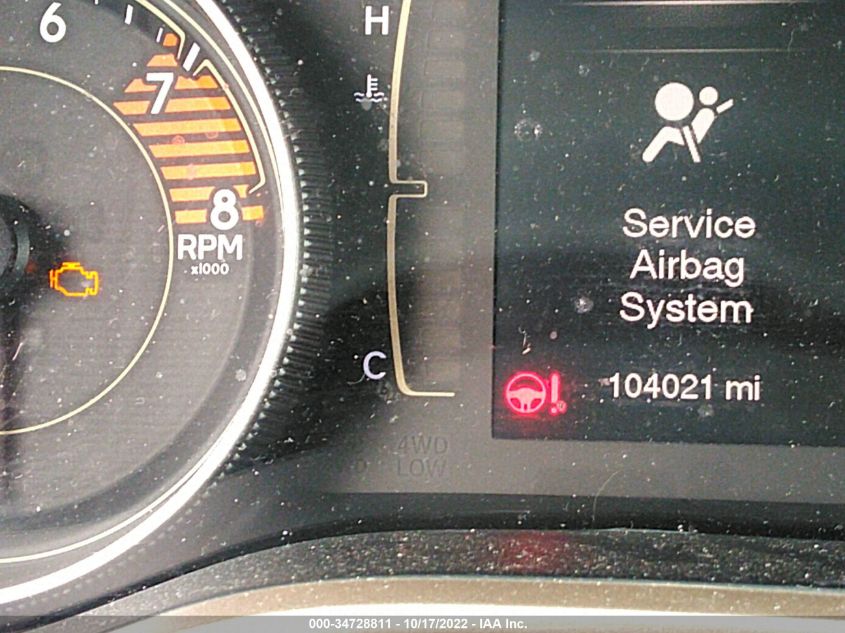 6
7
8
RPM
x1000
H
C
Service
Airbag
System
104021 mi
4WD
LOW
000-34728811 - 10/17/2022 - IAA Inc.